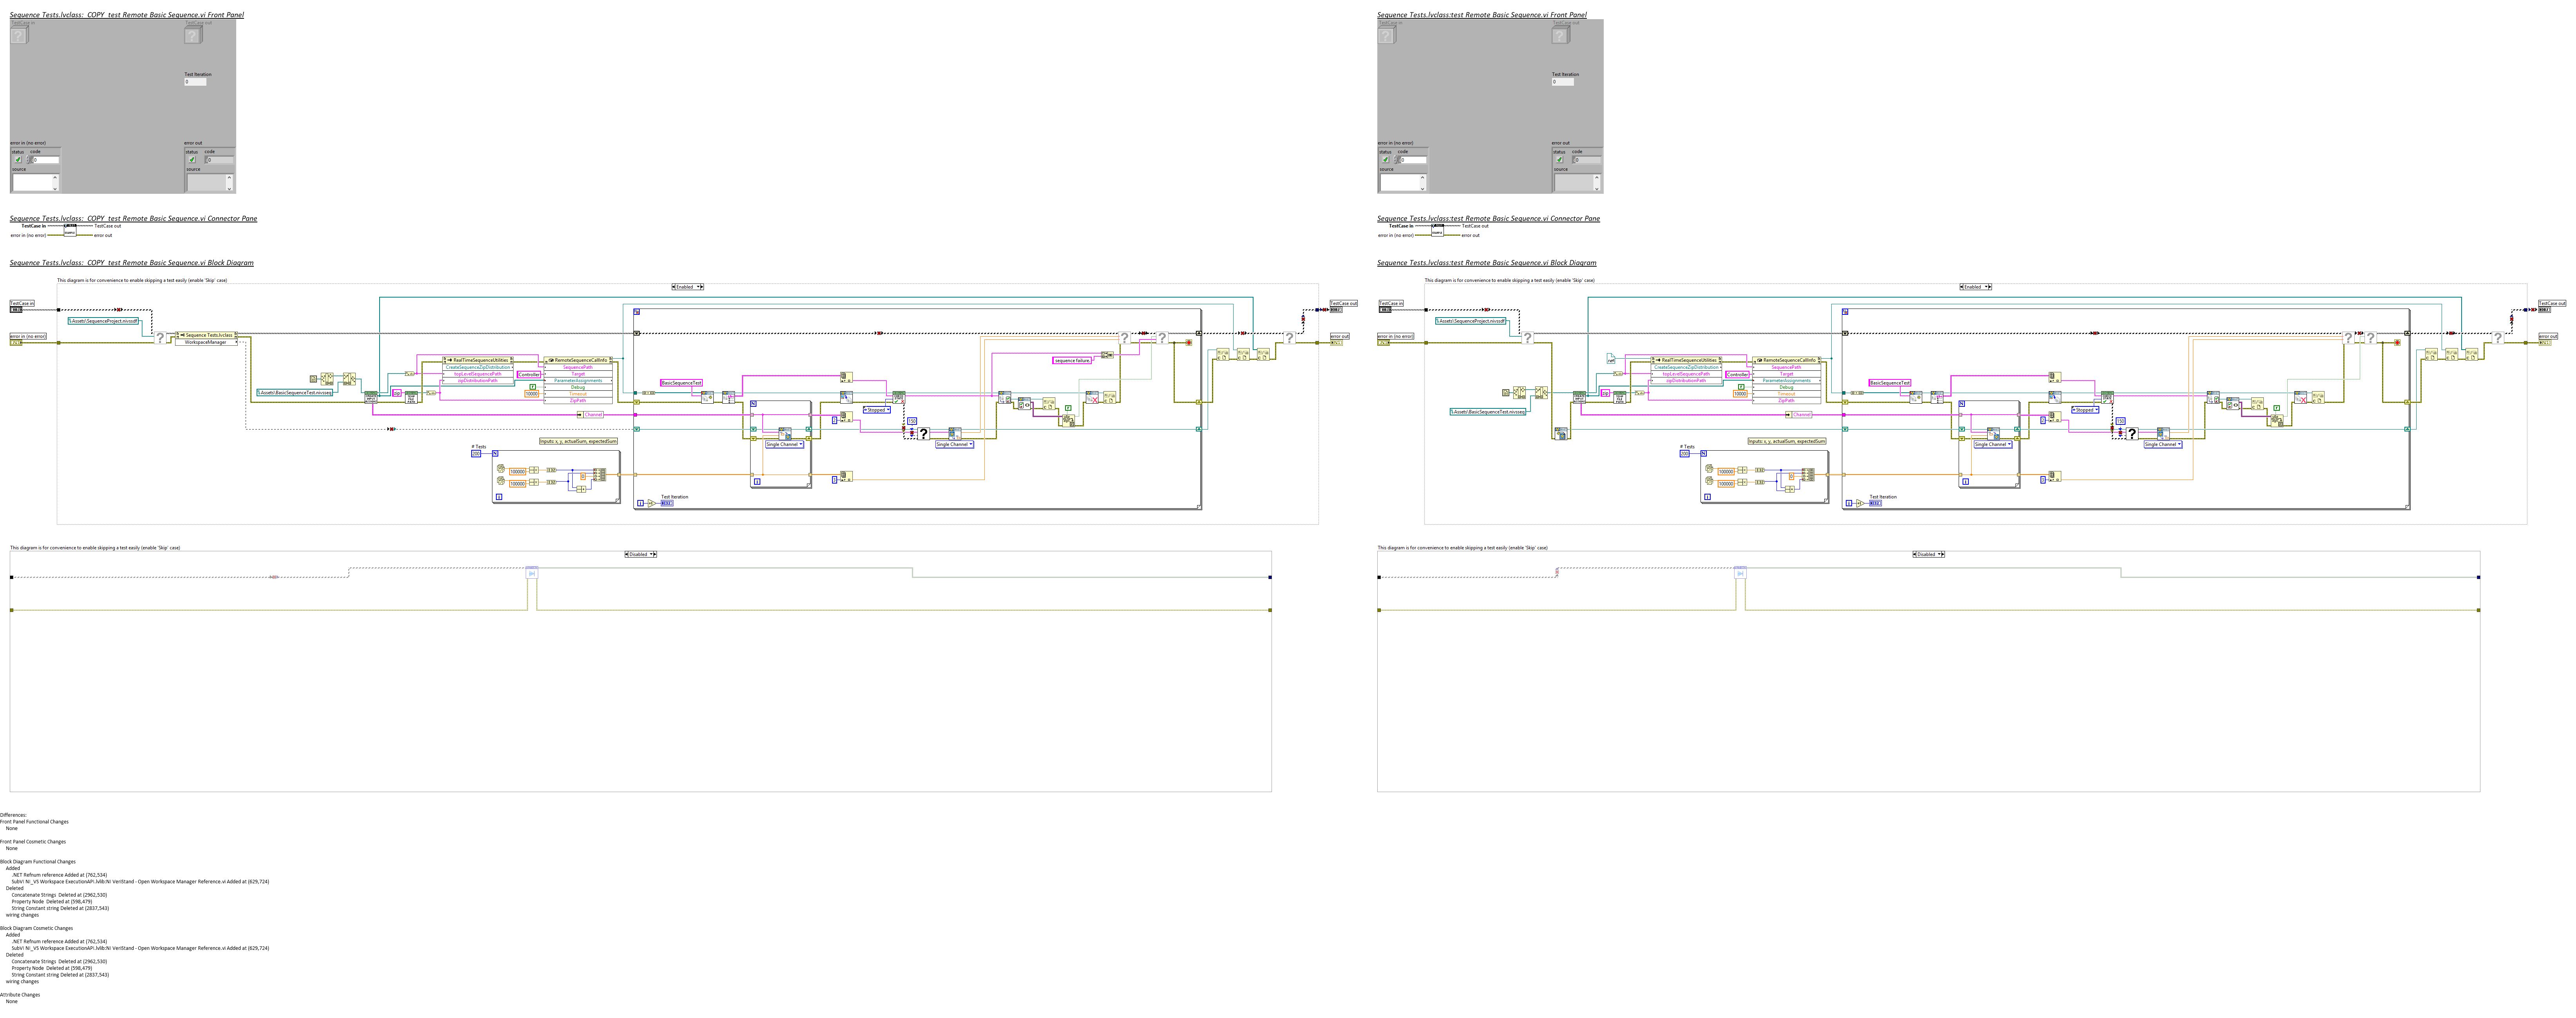 Sequence Tests.lvclass:_COPY_test Remote Basic Sequence.vi Front Panel
TestCase in
TestCase out
Test Iteration
0
error in (no error)
error out
status code
0
source
status code
0
source
Sequence Tests.lvclass:_COPY_test Remote Basic Sequence.vi Connector Pane
TestCase in
TestCase out
error in (no error)
error out
Sequence Tests.lvclass:_COPY_test Remote Basic Sequence.vi Block Diagram
This diagram is for convenience to enable skipping a test easily (enable 'Skip' case)
Enabled
TestCase in
TestCase out
.\Assets\SequenceProject.nivssdf
error in (no error)
error out
Sequence Tests.lvclass
WorkspaceManager
RealTimeSequenceUtilities
CreateSequenceZipDistribution
topLevelSequencePath
zipDistributionPath
RemoteSequenceCallInfo
SequencePath
Target
ParameterAssignments
Debug
Timeout
ZipPath
Controller
10000
zip
.\Assets\BasicSequenceTest.nivsseq
sequence failure.
BasicSequenceTest
Stopped
Channel
150
Single Channel
Single Channel
Inputs: x, y, actualSum, expectedSum
# Tests
200
100000
100000
Test Iteration
This diagram is for convenience to enable skipping a test easily (enable 'Skip' case)
Disabled
Sequence Tests.lvclass:test Remote Basic Sequence.vi Front Panel
TestCase in
TestCase out
Test Iteration
0
error in (no error)
error out
status code
0
source
status code
0
source
Sequence Tests.lvclass:test Remote Basic Sequence.vi Connector Pane
TestCase in
TestCase out
error in (no error)
error out
Sequence Tests.lvclass:test Remote Basic Sequence.vi Block Diagram
This diagram is for convenience to enable skipping a test easily (enable 'Skip' case)
Enabled
TestCase in
TestCase out
.\Assets\SequenceProject.nivssdf
error in (no error)
error out
RealTimeSequenceUtilities
CreateSequenceZipDistribution
topLevelSequencePath
zipDistributionPath
RemoteSequenceCallInfo
SequencePath
Target
ParameterAssignments
Debug
Timeout
ZipPath
Controller
10000
zip
.\Assets\BasicSequenceTest.nivsseq
BasicSequenceTest
Stopped
Channel
150
Single Channel
Single Channel
Inputs: x, y, actualSum, expectedSum
# Tests
200
100000
100000
Test Iteration
This diagram is for convenience to enable skipping a test easily (enable 'Skip' case)
Disabled
Differences:
Front Panel Functional Changes
None
Front Panel Cosmetic Changes
None
Block Diagram Functional Changes
Added
.NET Refnum reference Added at (762,534)
SubVI NI_VS Workspace ExecutionAPI.lvlib:NI VeriStand - Open Workspace Manager Reference.vi Added at (629,724)
Deleted
Concatenate Strings Deleted at (2962,530)
Property Node Deleted at (598,479)
String Constant string Deleted at (2837,543)
wiring changes
Block Diagram Cosmetic Changes
Added
.NET Refnum reference Added at (762,534)
SubVI NI_VS Workspace ExecutionAPI.lvlib:NI VeriStand - Open Workspace Manager Reference.vi Added at (629,724)
Deleted
Concatenate Strings Deleted at (2962,530)
Property Node Deleted at (598,479)
String Constant string Deleted at (2837,543)
wiring changes
Attribute Changes
None